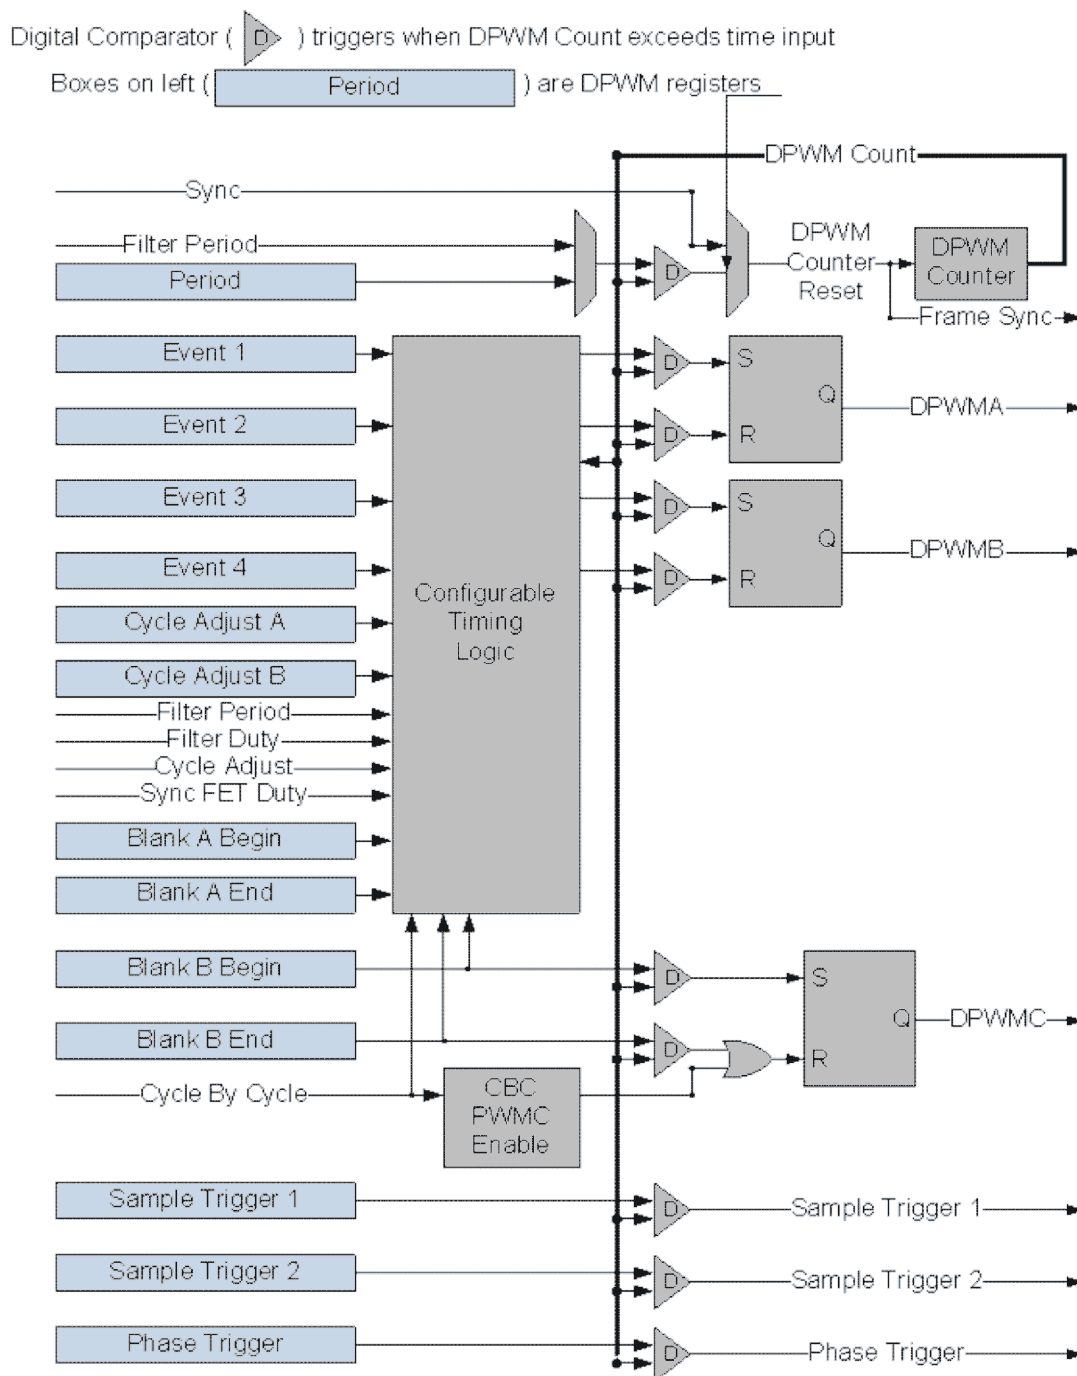 Digital Comparator ( D ) triggers when DPWM Count exceeds time input
Boxes on left ( Period ) are DPWM registers
DPWM Count
Sync
Filter Period
Period
D
DPWM
Counter
Reset
DPWM
Counter
Frame Sync
Event 1
D
S
Q
DPWMA
Event 2
D
R
Event 3
D
S
Q
DPWMB
Event 4
D
R
Configurable
Timing
Logic
Cycle Adjust A
Cycle Adjust B
Filter Period
Filter Duty
Cycle Adjust
Sync FET Duty
Blank A Begin
Blank A End
Blank B Begin
D
S
Q
DPWMC
Blank B End
D
R
Cycle By Cycle
CBC
PWMC
Enable
Sample Trigger 1
D
Sample Trigger 1
Sample Trigger 2
D
Sample Trigger 2
Phase Trigger
D
Phase Trigger